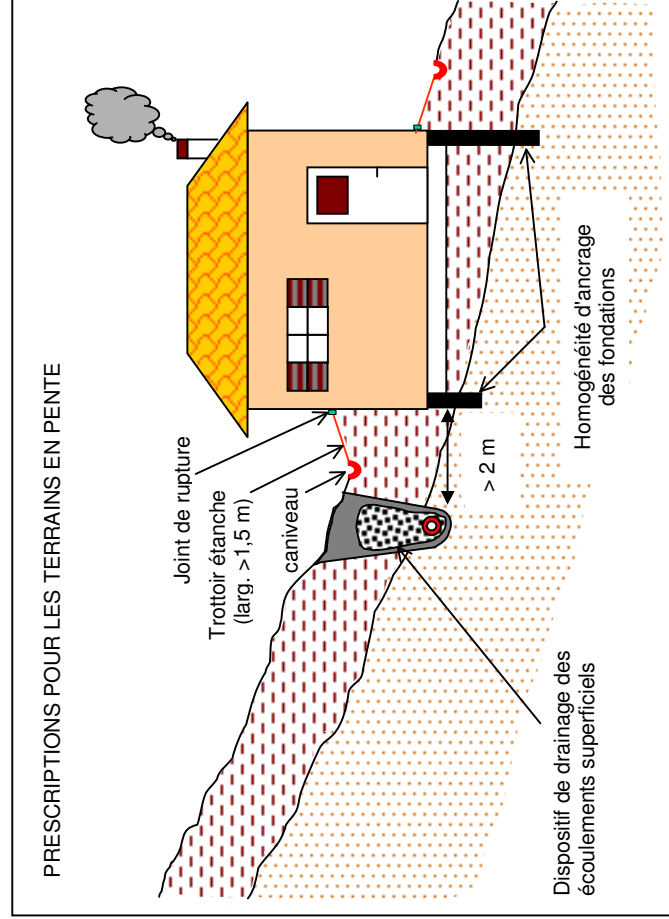 PRESCRIPTIONS POUR LES TERRAINS EN PENTE
Joint de rupture
Trottoir étanche
(larg. > 1,5 m)
caniveau
> 2 m
Dispositif de drainage des
écoulements superficiels
Homogénéité d'ancrage
des fondations